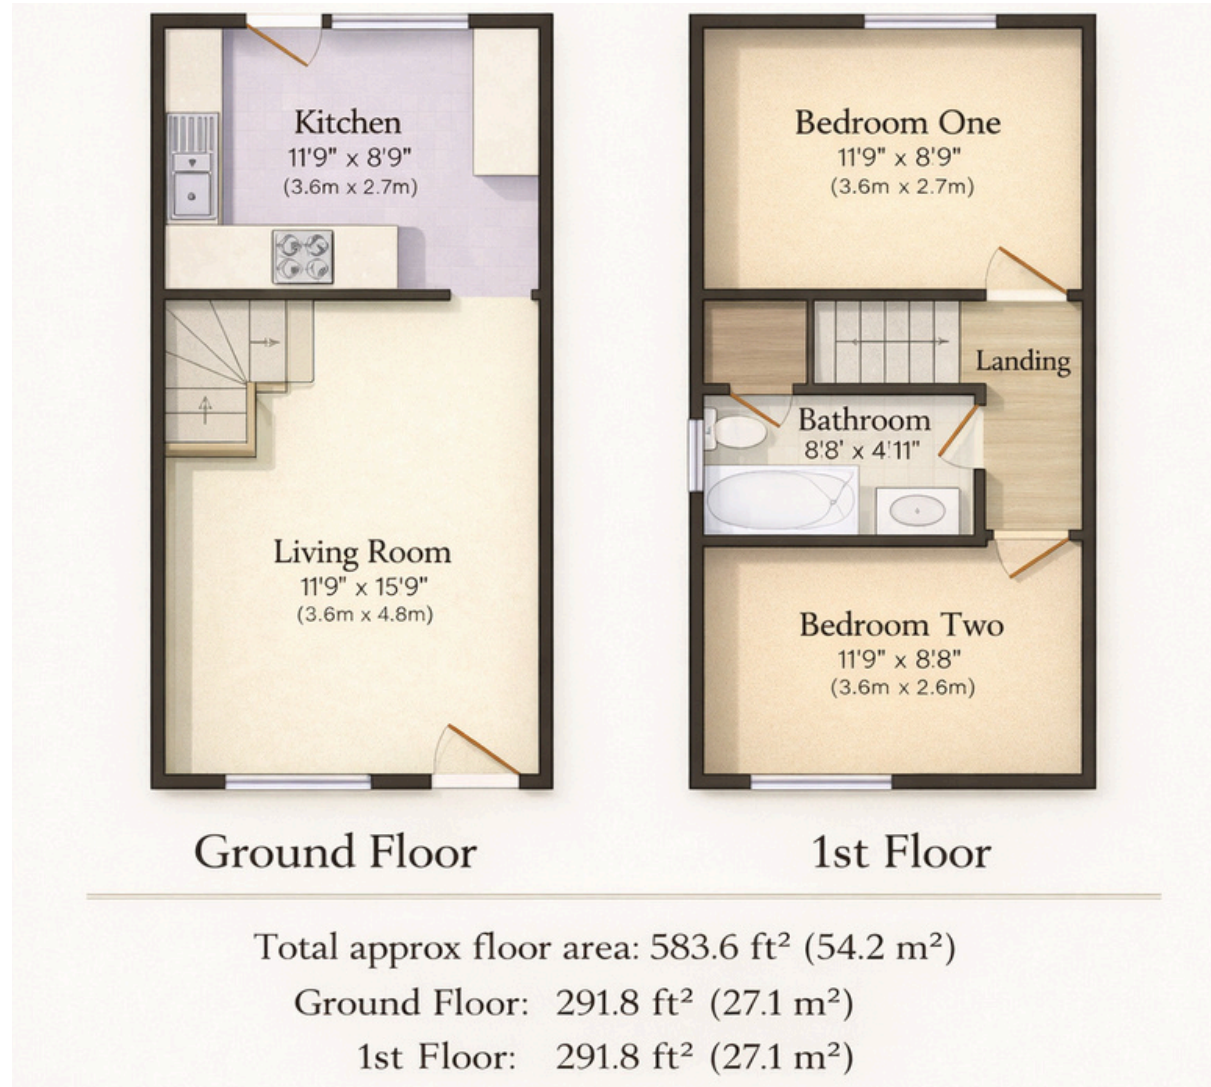 Kitchen
11'9" x 8'9"
(3.6m x 2.7m)
Living Room
11'9" x 15'9"
(3.6m x 4.8m)
Ground Floor
Bedroom One
11'9" x 8'9"
(3.6m x 2.7m)
Landing
Bathroom
8'8' x 4'11"
Bedroom Two
11'9" x 8'8"
(3.6m x 2.6m)
1st Floor
Total approx floor area: 583.6 ft² (54.2 m²)
Ground Floor: 291.8 ft² (27.1 m²)
1st Floor: 291.8 ft² (27.1 m²)